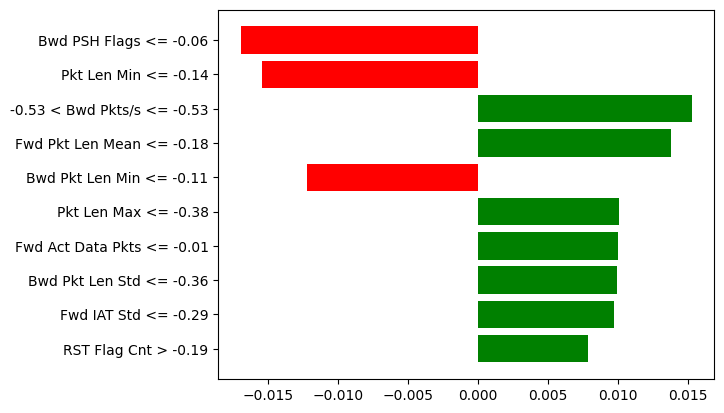 Bwd PSH Flags <= -0.06
Pkt Len Min <= -0.14
-0.53 < Bwd Pkts/s <= -0.53
Fwd Pkt Len Mean <= -0.18
Bwd Pkt Len Min <= -0.11
Pkt Len Max <= -0.38
Fwd Act Data Pkts <= -0.01
Bwd Pkt Len Std <= -0.36
Fwd IAT Std <= -0.29
RST Flag Cnt > -0.19
−0.015 −0.010 −0.005 0.000 0.005 0.010 0.015